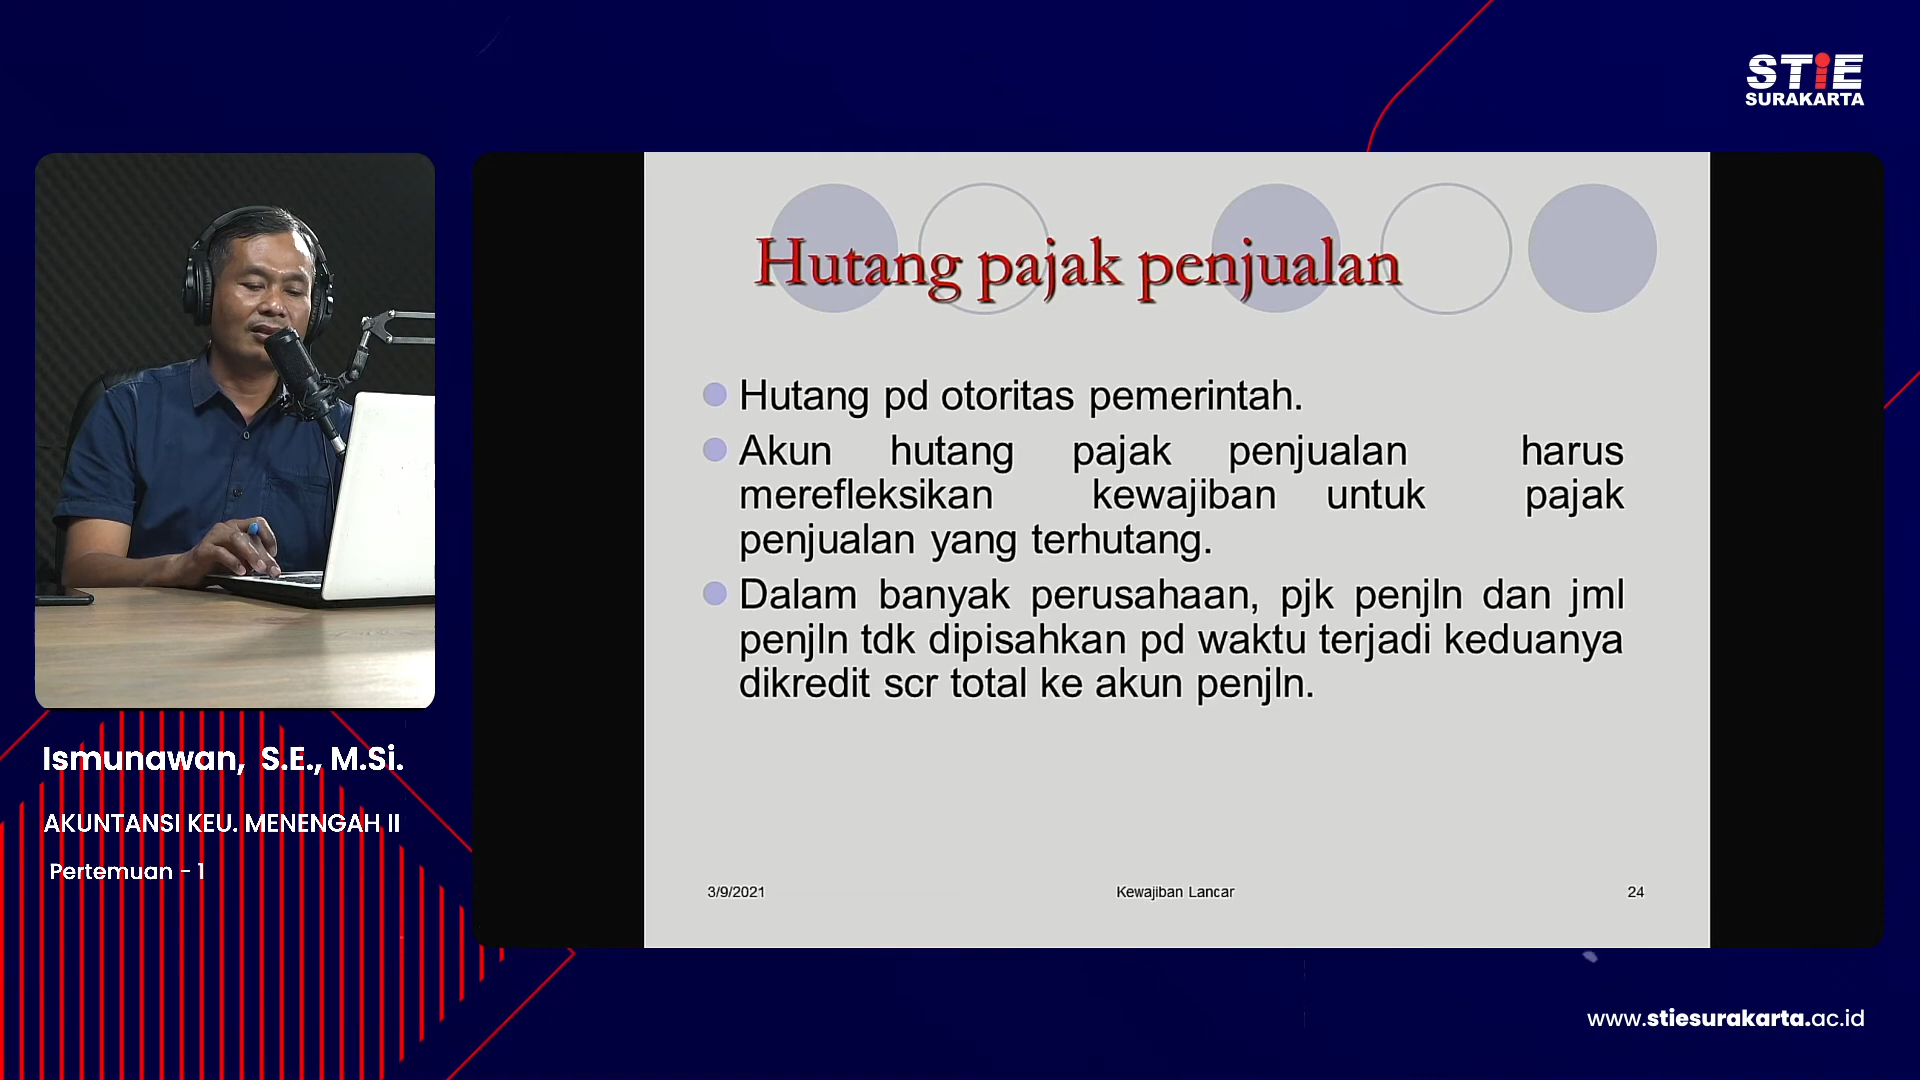 STiE
SURAKARTA
Hutang pajak penjualan
Hutang pd otoritas pemerintah.
Akun hutang pajak penjualan harus
merefleksikan kewajiban untuk pajak
penjualan yang terhutang.
Dalam banyak perusahaan, pjk penjln dan jml
penjln tdk dipisahkan pd waktu terjadi keduanya
dikredit scr total ke akun penjln.
3/9/2021
Kewajiban Lancar
24
Ismunawan, S.E., M.Si.
AKUNTANSI KEU. MENENGAH II
Pertemuan - 1
www.stiesurakarta.ac.id